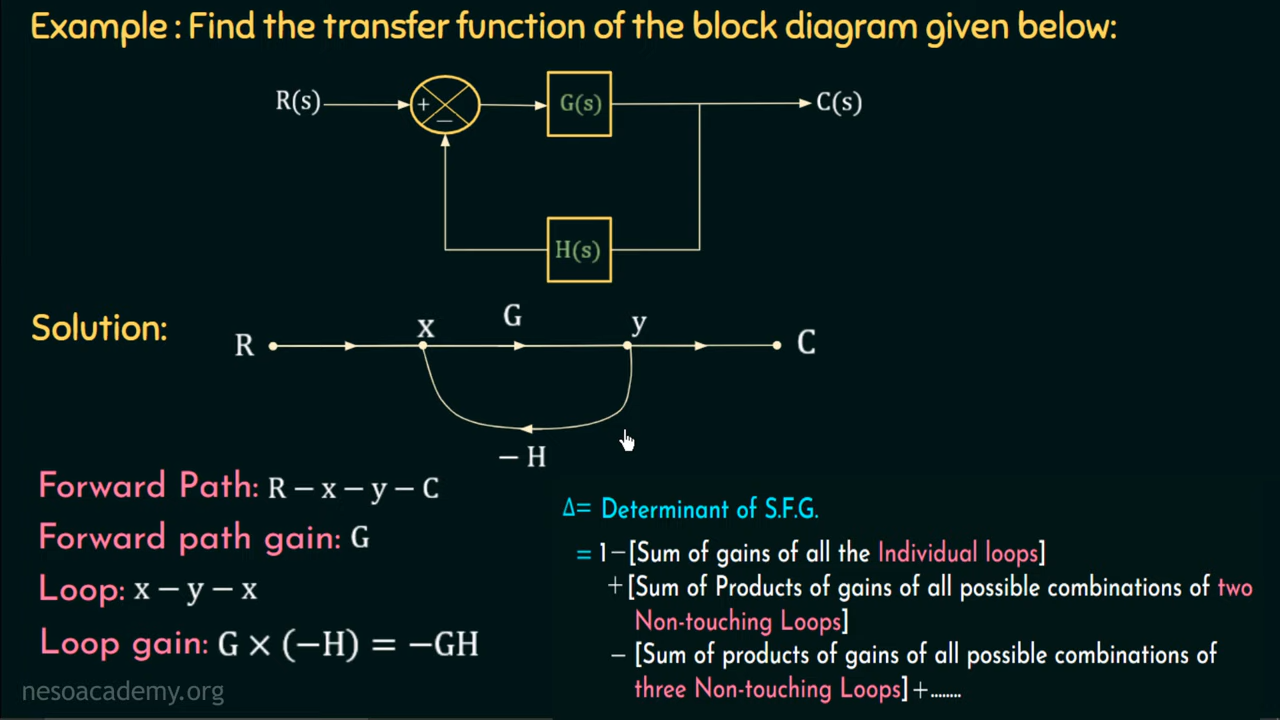 Example : Find the transfer function of the block diagram given below:
R(s)
+
−
G(s)
C(s)
H(s)
Solution:
R
x
G
y
C
− H
Forward Path: R − x − y − C
Forward path gain: G
Loop: x − y − x
Loop gain: G × (−H) = −GH
Δ= Determinant of S.F.G.
= 1−[Sum of gains of all the Individual loops]
+[Sum of Products of gains of all possible combinations of two
Non-touching Loops]
− [Sum of products of gains of all possible combinations of
three Non-touching Loops]+........
nesoacademy.org